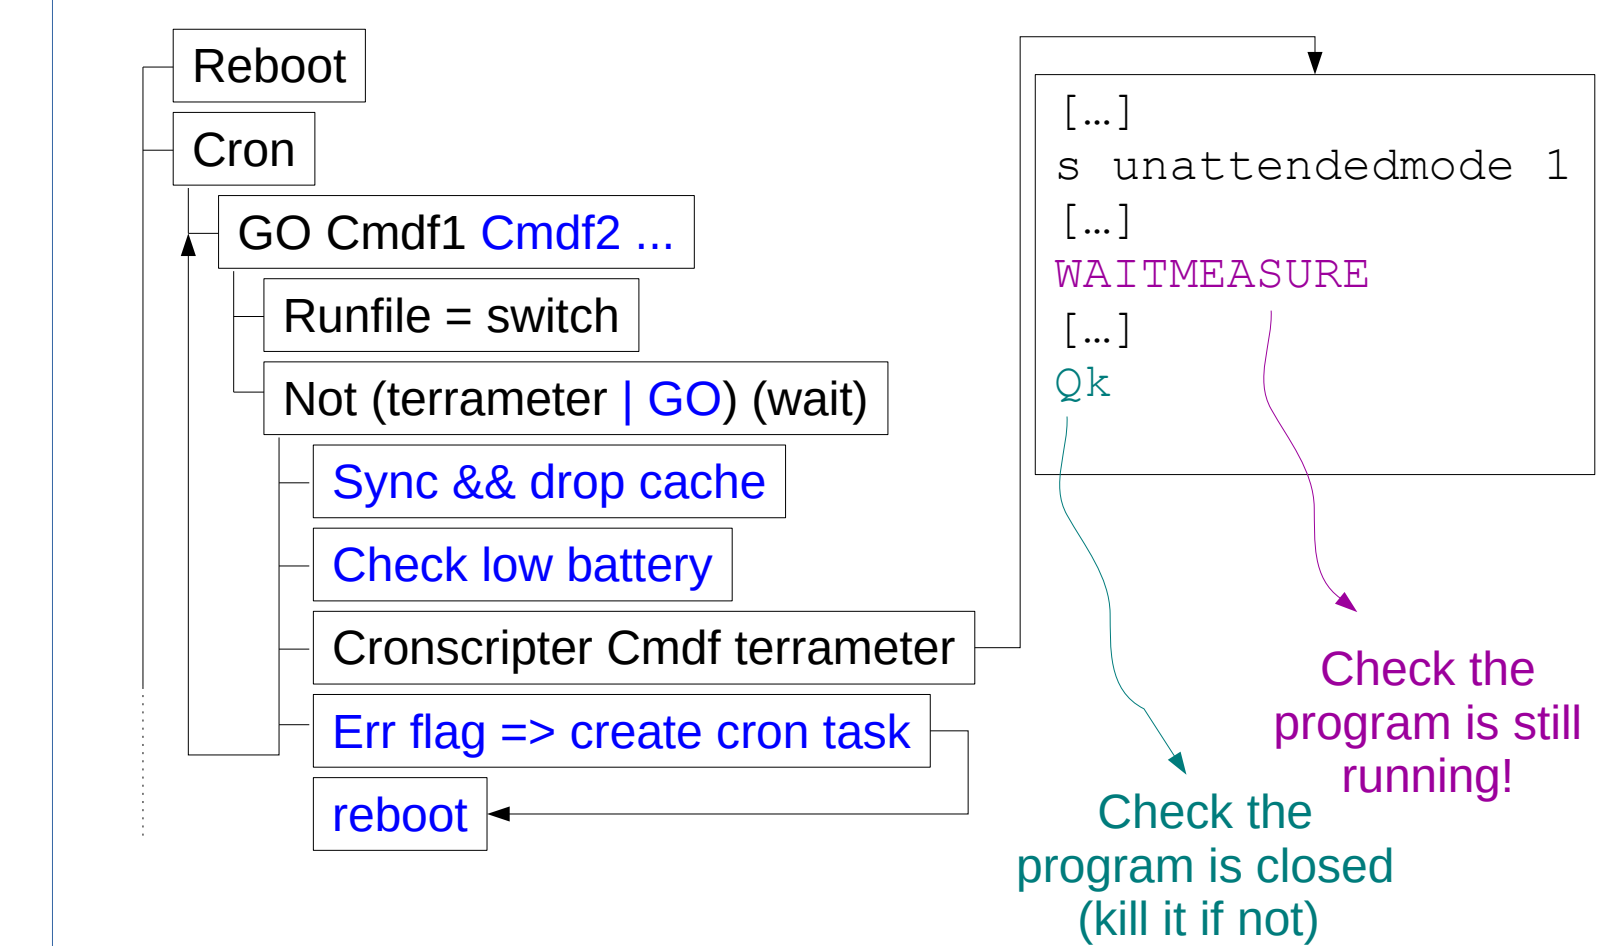 Reboot
Cron
GO Cmdf1 Cmdf2 ...
Runfile = switch
Not (terrameter | GO) (wait)
Sync && drop cache
Check low battery
Cronscripter Cmdf terrameter
Err flag => create cron task
reboot
[…]
s unattendedmode 1
[…]
WAITMEASURE
[…]
Qk
Check the
program is still
running!
Check the
program is closed
(kill it if not)